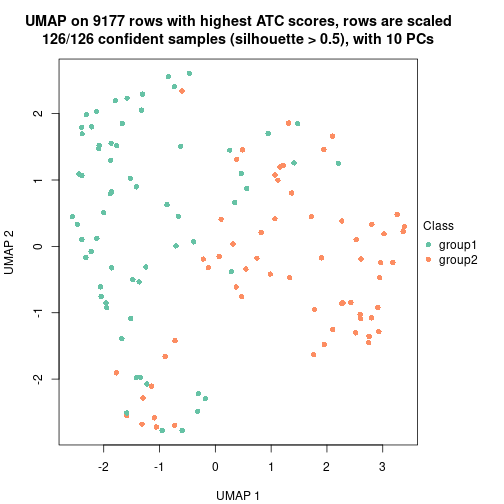 UMAP on 9177 rows with highest ATC scores, rows are scaled
126/126 confident samples (silhouette > 0.5), with 10 PCs
2
1
0
-1
-2
UMAP 2
Class
group1
group2
-2 -1 0 1 2 3
UMAP 1